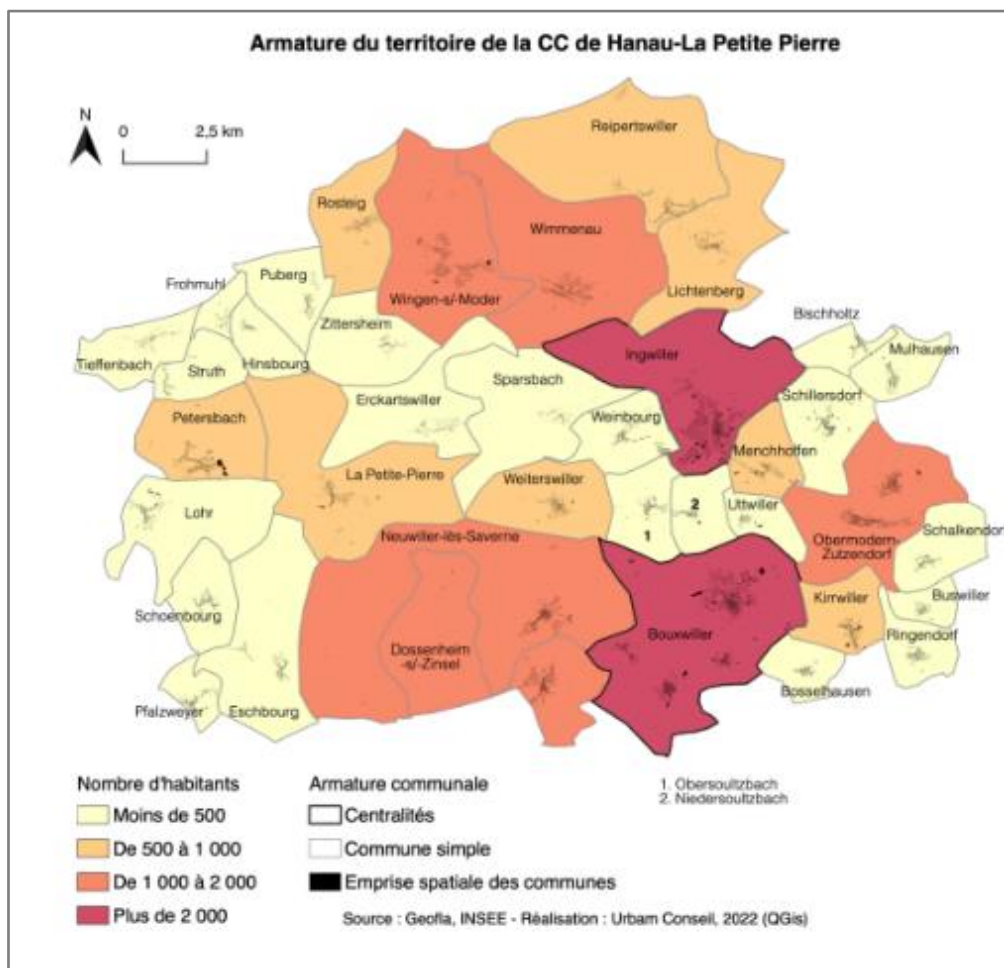 Armature du territoire de la CC de Hanau-La Petite Pierre
N
0 2,5 km
Reipertswiller
Rosteig
Wimmenau
Puberg
Frohmuhl
Wingen-s/-Moder
Lichtenberg
Zittersheim
Bischholtz
Tieffenbach
Struth
Hinsbourg
Ingwiller
Mulhausen
Sparsbach
Erckartswiller
Schillersdorf
Petersbach
Weinbourg
Menchhoffen
La Petite-Pierre
Weiterswiller
2
Uttwiller
Lohr
1
Obermodern-
Zutzendorf
Schalkendorf
Neuwiller-lès-Saverne
Kirrwiller
Buswiller
Schoenbourg
Bouxwiller
Ringendorf
Dossenheim
-s/-Zinsel
Bosselhausen
Pfalzweyer
Eschbourg
Nombre d'habitants
Moins de 500
De 500 à 1 000
De 1 000 à 2 000
Plus de 2 000
Armature communale
Centralités
Commune simple
Emprise spatiale des communes
1. Obersoultzbach
2. Niedersoultzbach
Source : Geofla, INSEE - Réalisation : Urbam Conseil, 2022 (QGis)